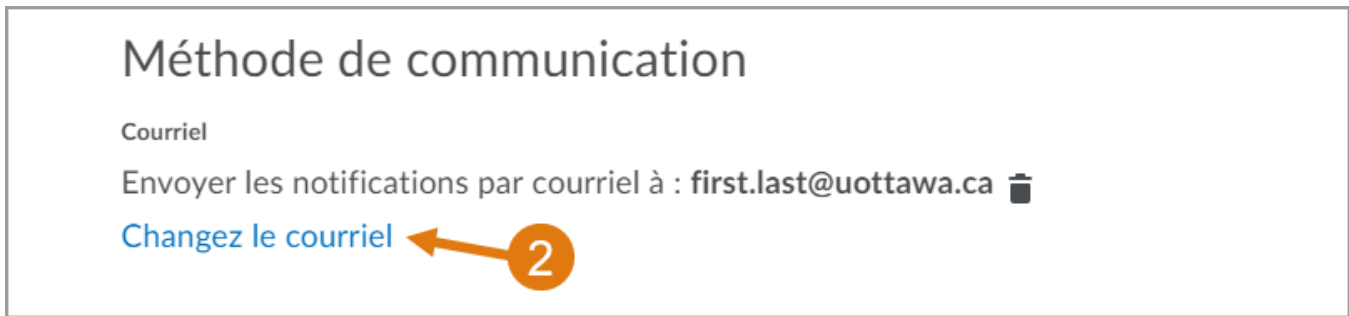 Méthode de communication
Courriel
Envoyer les notifications par courriel à : first.last@uottawa.ca
Changez le courriel
2